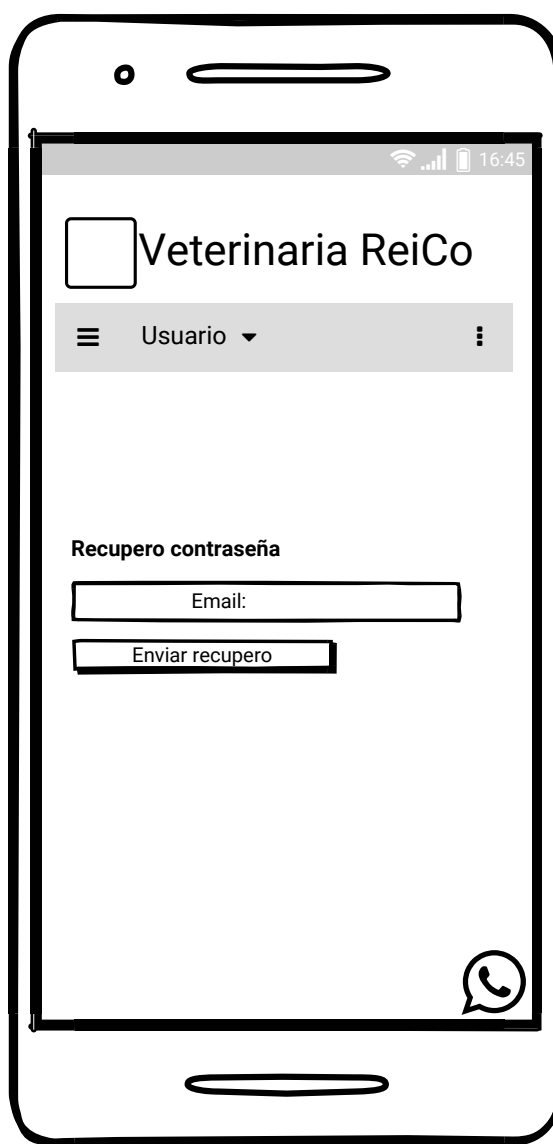 16:45
Veterinaria ReiCo
Usuario
Recupero contraseña
Email:
Enviar recupero